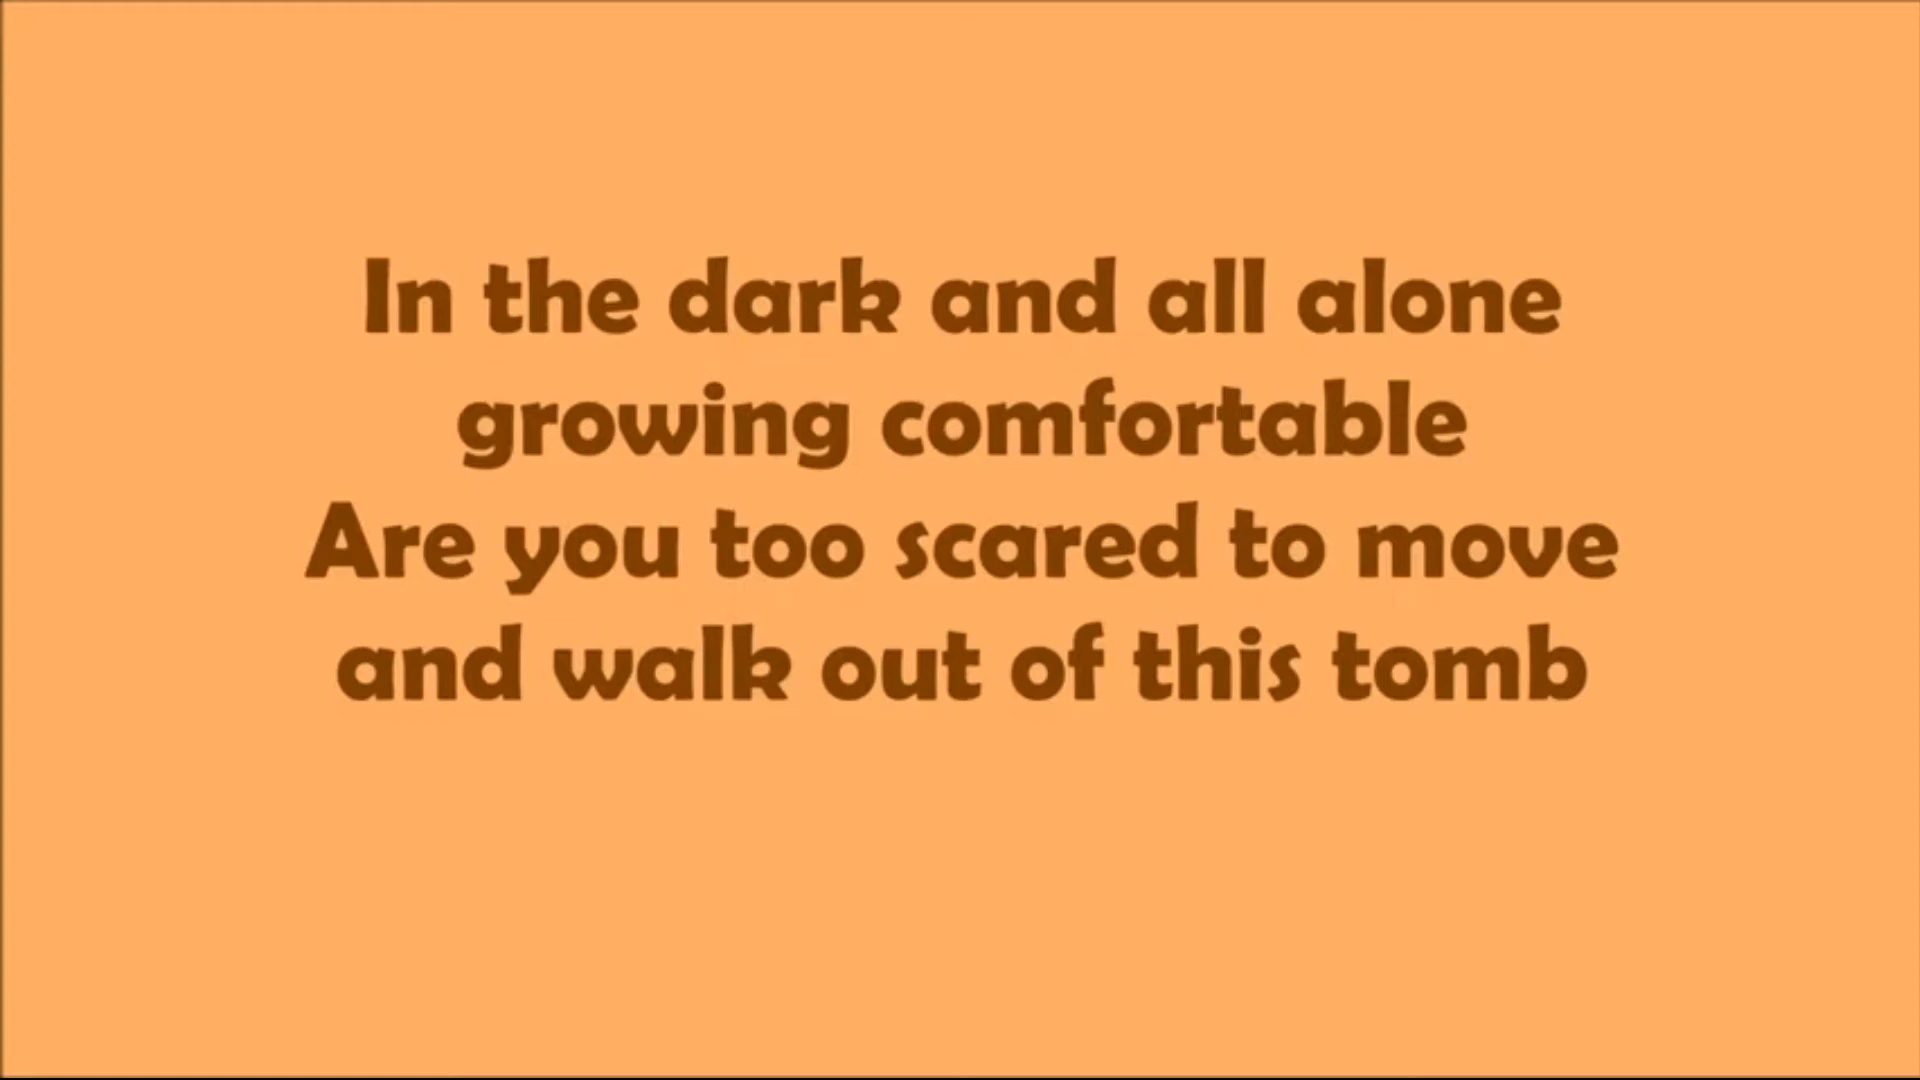 In the dark and all alone
growing comfortable
Are you too scared to move
and walk out of this tomb